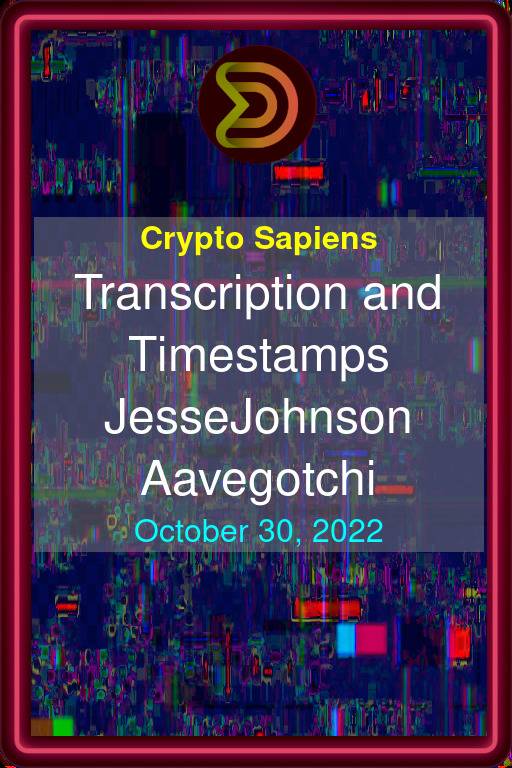 Crypto Sapiens
Transcription and
Timestamps
JesseJohnson
Aavegotchi
October 30, 2022